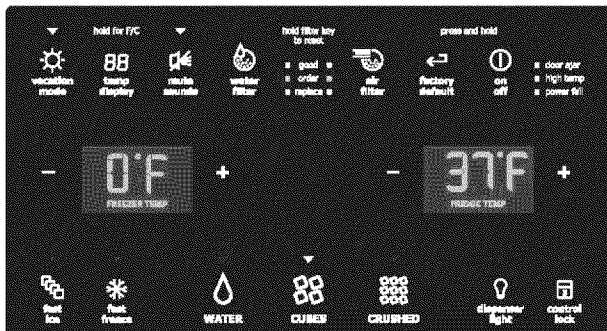 hold for F/C
hold filter key
to reset
press and hold
88
vacation
mode
temp
display
mute
sounds
water
filter
good
order
replace
air
filter
factory
default
on
off
door ajar
high temp
power fail
0°F
FREEZER TEMP
37°F
FRIDGE TEMP
fast
ice
fast
freeze
WATER
CUBES
CRUSHED
dispenser
light
control
lock